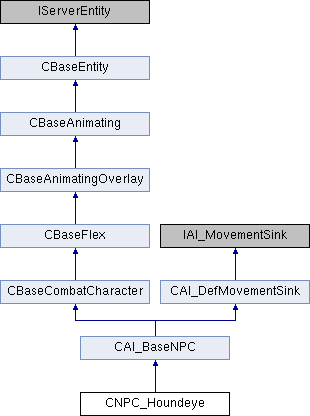 IServerEntity
CBaseEntity
CBaseAnimating
CBaseAnimatingOverlay
CBaseFlex
IAI_MovementSink
CBaseCombatCharacter
CAI_DefMovementSink
CAI_BaseNPC
CNPC_Houndeye